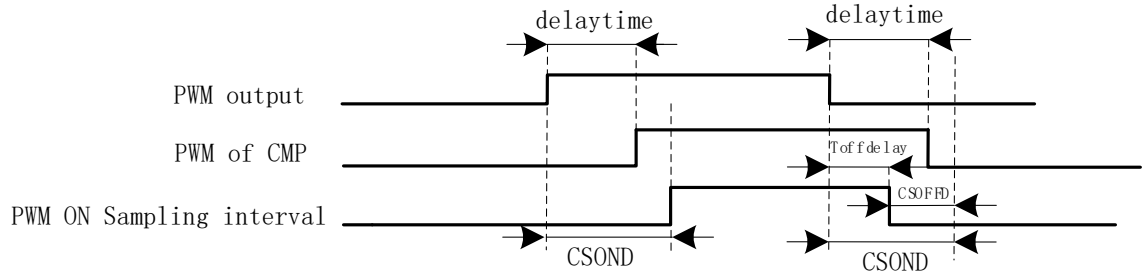 delaytime
delaytime
PWM output
PWM of CMP
Toffdelay
CSOFFD
PWM ON Sampling interval
CSOND
CSOND